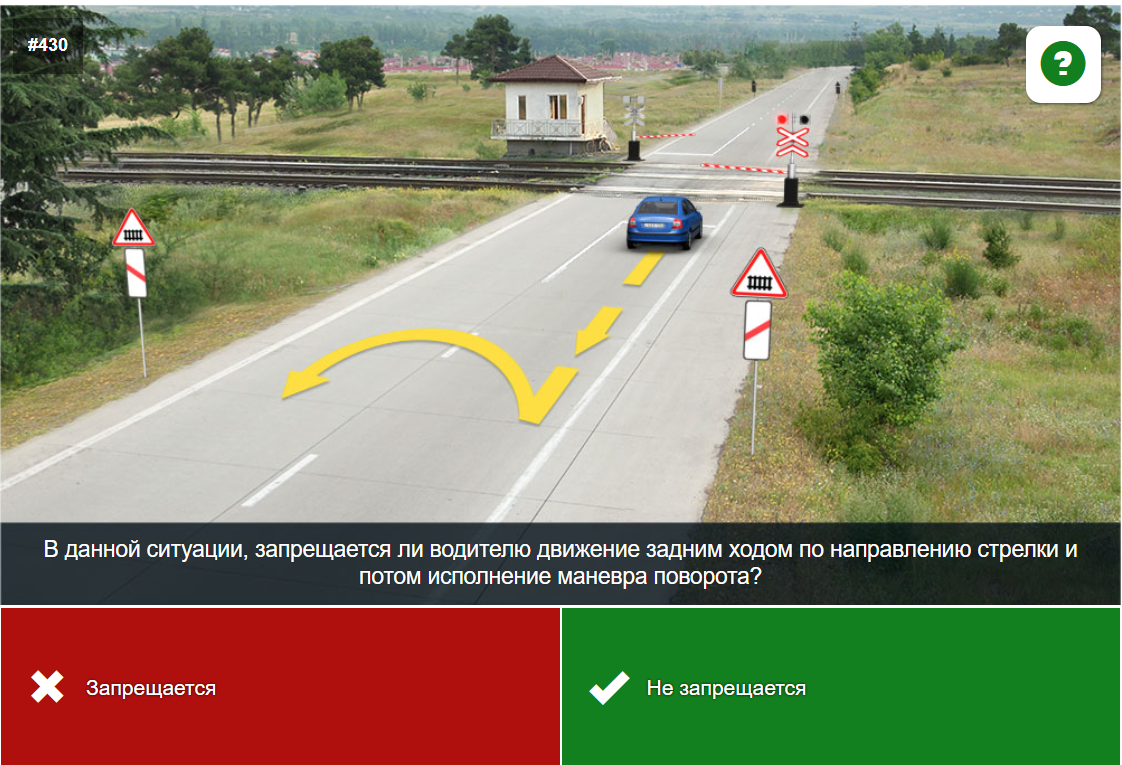 #430
?
В данной ситуации, запрещается ли водителю движение задним ходом по направлению стрелки и
потом исполнение маневра поворота?
Запрещается
Не запрещается